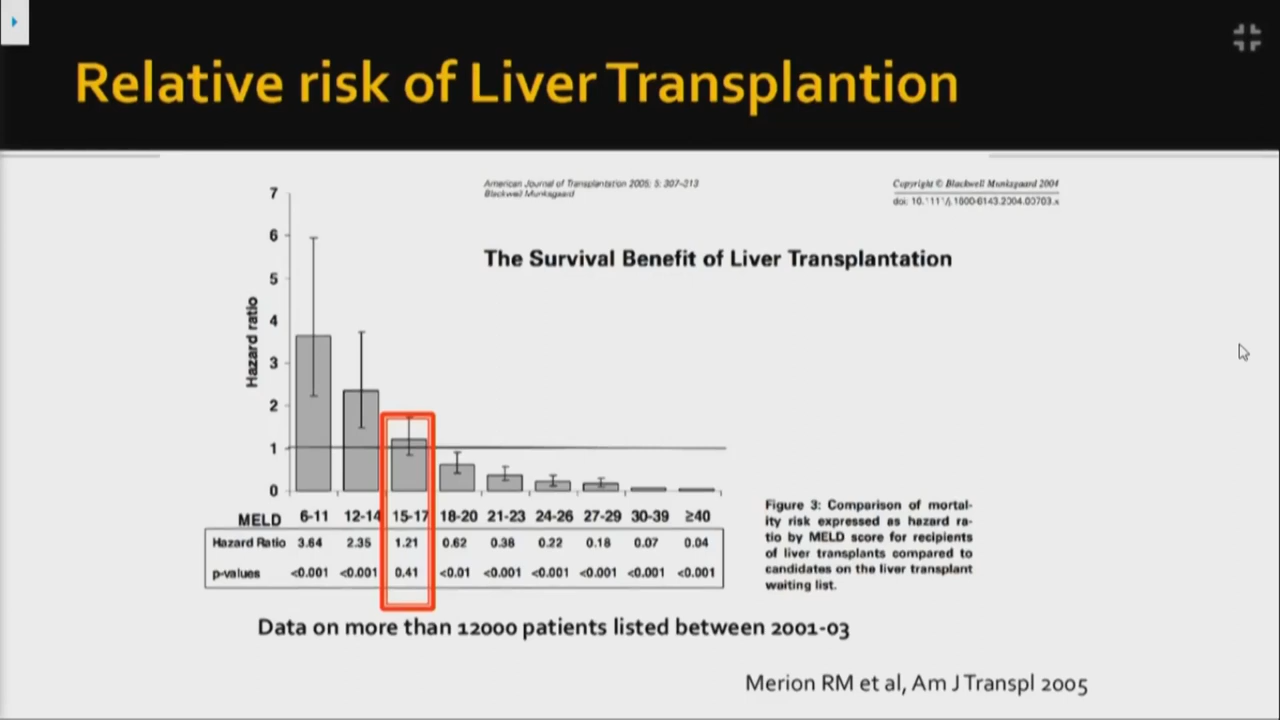 Relative risk of Liver Transplantion
American Journal of Transplantation 2005; 5: 307–313
Blackwell Munksgaard
Copyright © Blackwell Munksgaard 2004
The Survival Benefit of Liver Transplantation
7
6
5
4
3
2
1
0
Hazard ratio
MELD 6-11 12-14 15-17 18-20 21-23 24-26 27-29 30-39 ≥40
Hazard Ratio 3.64 2.35 1.21 0.62 0.38 0.22 0.18 0.07 0.04
p-values <0.001 <0.001 0.41 <0.01 <0.001 <0.001 <0.001 <0.001 <0.001
Figure 3: Comparison of mortal-
ity risk expressed as hazard ra-
tio by MELD score for recipients
of liver transplants compared to
candidates on the liver transplant
waiting list.
Data on more than 12000 patients listed between 2001-03
Merion RM et al, Am J Transpl 2005